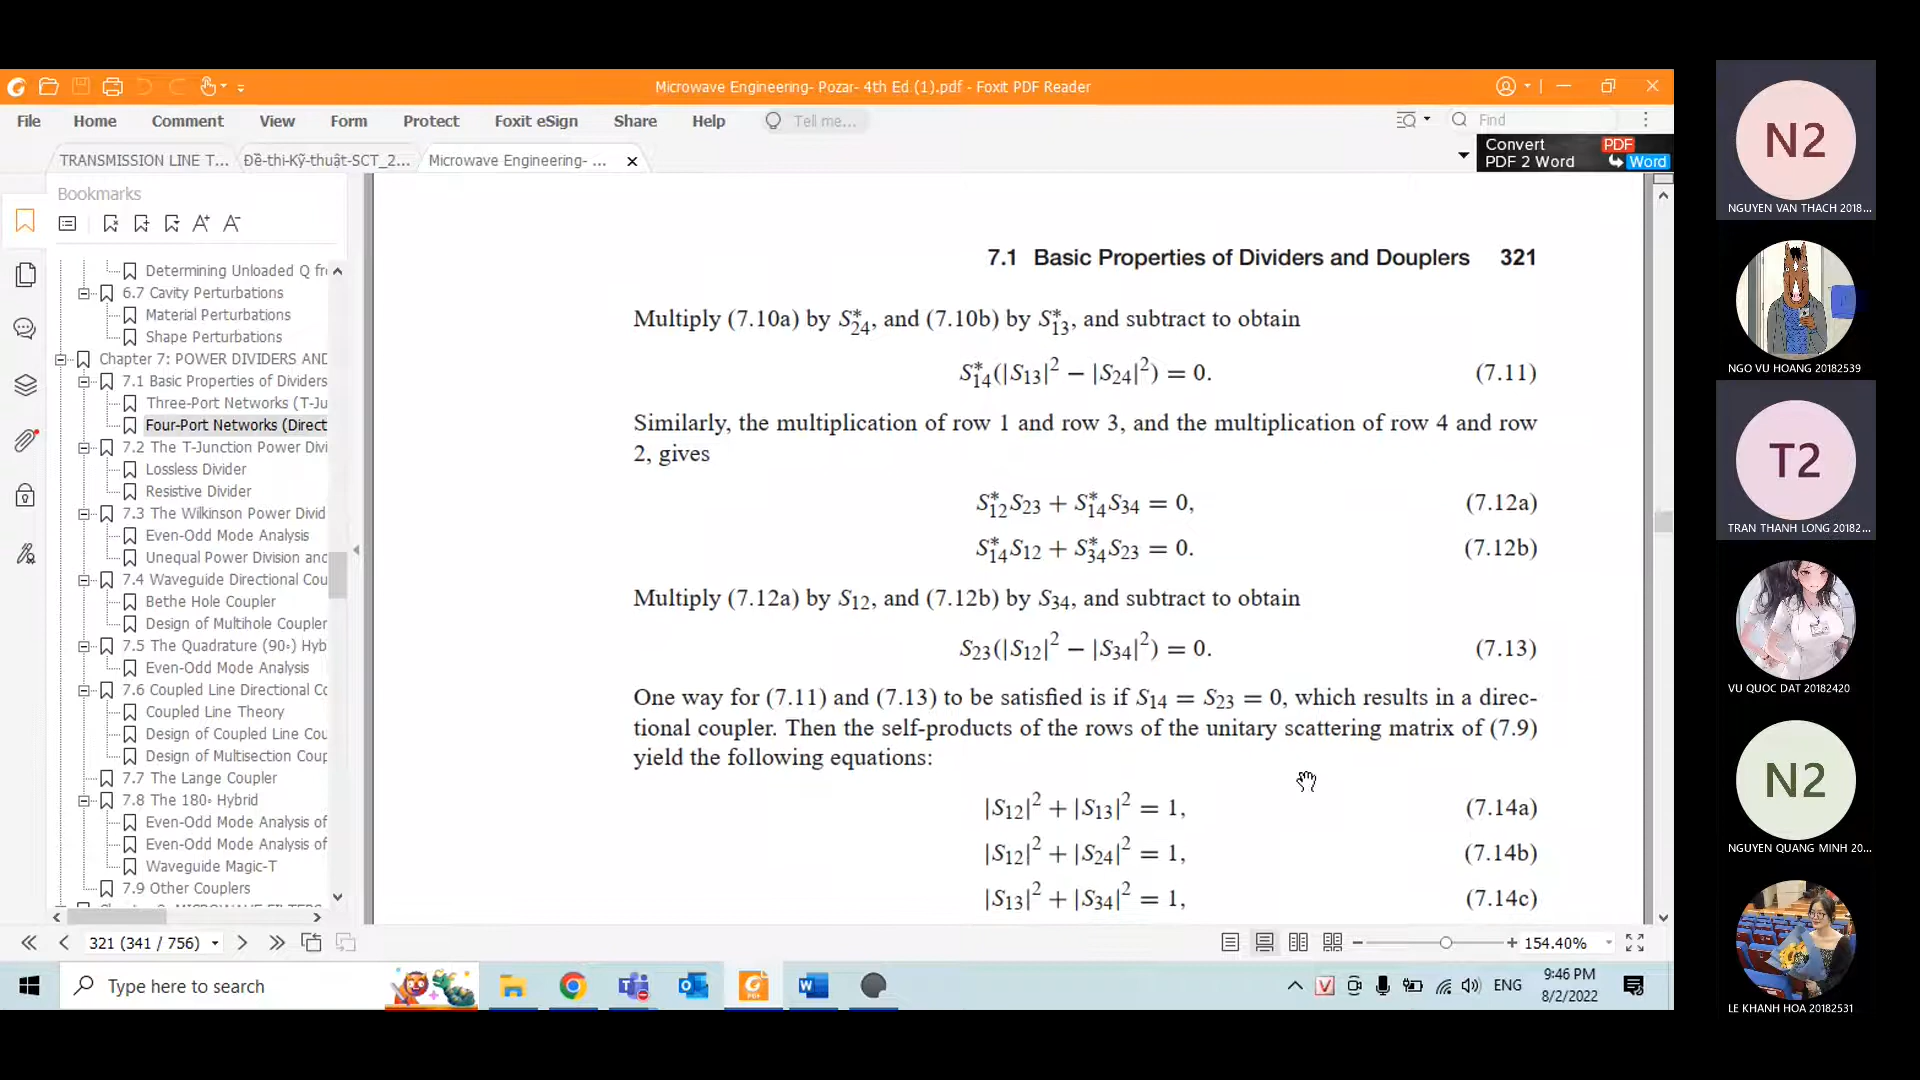 Microwave Engineering- Pozar- 4th Ed (1).pdf - Foxit PDF Reader
File Home Comment View Form Protect Foxit eSign Share Help Tell me... Find
TRANSMISSION LINE T... Đề-thi-Kỹ-thuật-SCT_2... Microwave Engineering- ...
Convert PDF
PDF 2 Word Word
Bookmarks
Determining Unloaded Q fr
6.7 Cavity Perturbations
Material Perturbations
Shape Perturbations
Chapter 7: POWER DIVIDERS AND
7.1 Basic Properties of Dividers
Three-Port Networks (T-Ju
Four-Port Networks (Direct
7.2 The T-Junction Power Divi
Lossless Divider
Resistive Divider
7.3 The Wilkinson Power Divid
Even-Odd Mode Analysis
Unequal Power Division and
7.4 Waveguide Directional Cou
Bethe Hole Coupler
Design of Multihole Coupler
7.5 The Quadrature (90◦) Hyb
Even-Odd Mode Analysis
7.6 Coupled Line Directional Co
Coupled Line Theory
Design of Coupled Line Cou
Design of Multisection Coup
7.7 The Lange Coupler
7.8 The 180◦ Hybrid
Even-Odd Mode Analysis of
Even-Odd Mode Analysis of
Waveguide Magic-T
7.9 Other Couplers
7.1 Basic Properties of Dividers and Douplers 321
Multiply (7.10a) by S*24, and (7.10b) by S*13, and subtract to obtain
S*14(|S13|² − |S24|²) = 0. (7.11)
Similarly, the multiplication of row 1 and row 3, and the multiplication of row 4 and row
2, gives
S*12S23 + S*14S34 = 0, (7.12a)
S*14S12 + S*34S23 = 0. (7.12b)
Multiply (7.12a) by S12, and (7.12b) by S34, and subtract to obtain
S23(|S12|² − |S34|²) = 0. (7.13)
One way for (7.11) and (7.13) to be satisfied is if S14 = S23 = 0, which results in a direc-
tional coupler. Then the self-products of the rows of the unitary scattering matrix of (7.9)
yield the following equations:
|S12|² + |S13|² = 1, (7.14a)
|S12|² + |S24|² = 1, (7.14b)
|S13|² + |S34|² = 1, (7.14c)
321 (341 / 756) 154.40%
Type here to search
ENG
9:46 PM
8/2/2022
N2
NGUYEN VAN THACH 2018...
NGO VU HOANG 20182539
T2
TRAN THANH LONG 20182...
VU QUOC DAT 20182420
N2
NGUYEN QUANG MINH 20...
LE KHANH HOA 20182531